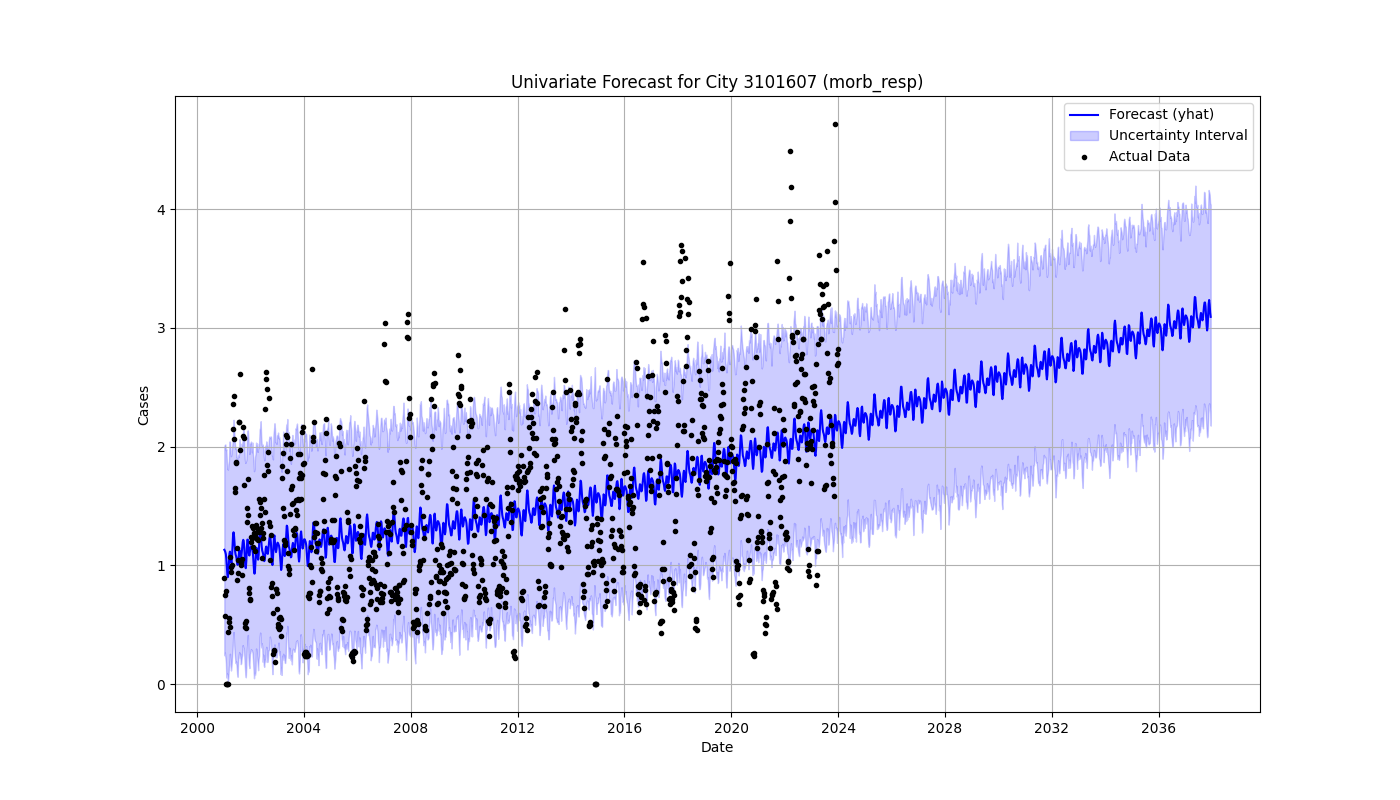 Univariate Forecast for City 3101607 (morb_resp)
Forecast (yhat)
Uncertainty Interval
Actual Data
Cases
4
3
2
1
0
2000 2004 2008 2012 2016 2020 2024 2028 2032 2036
Date